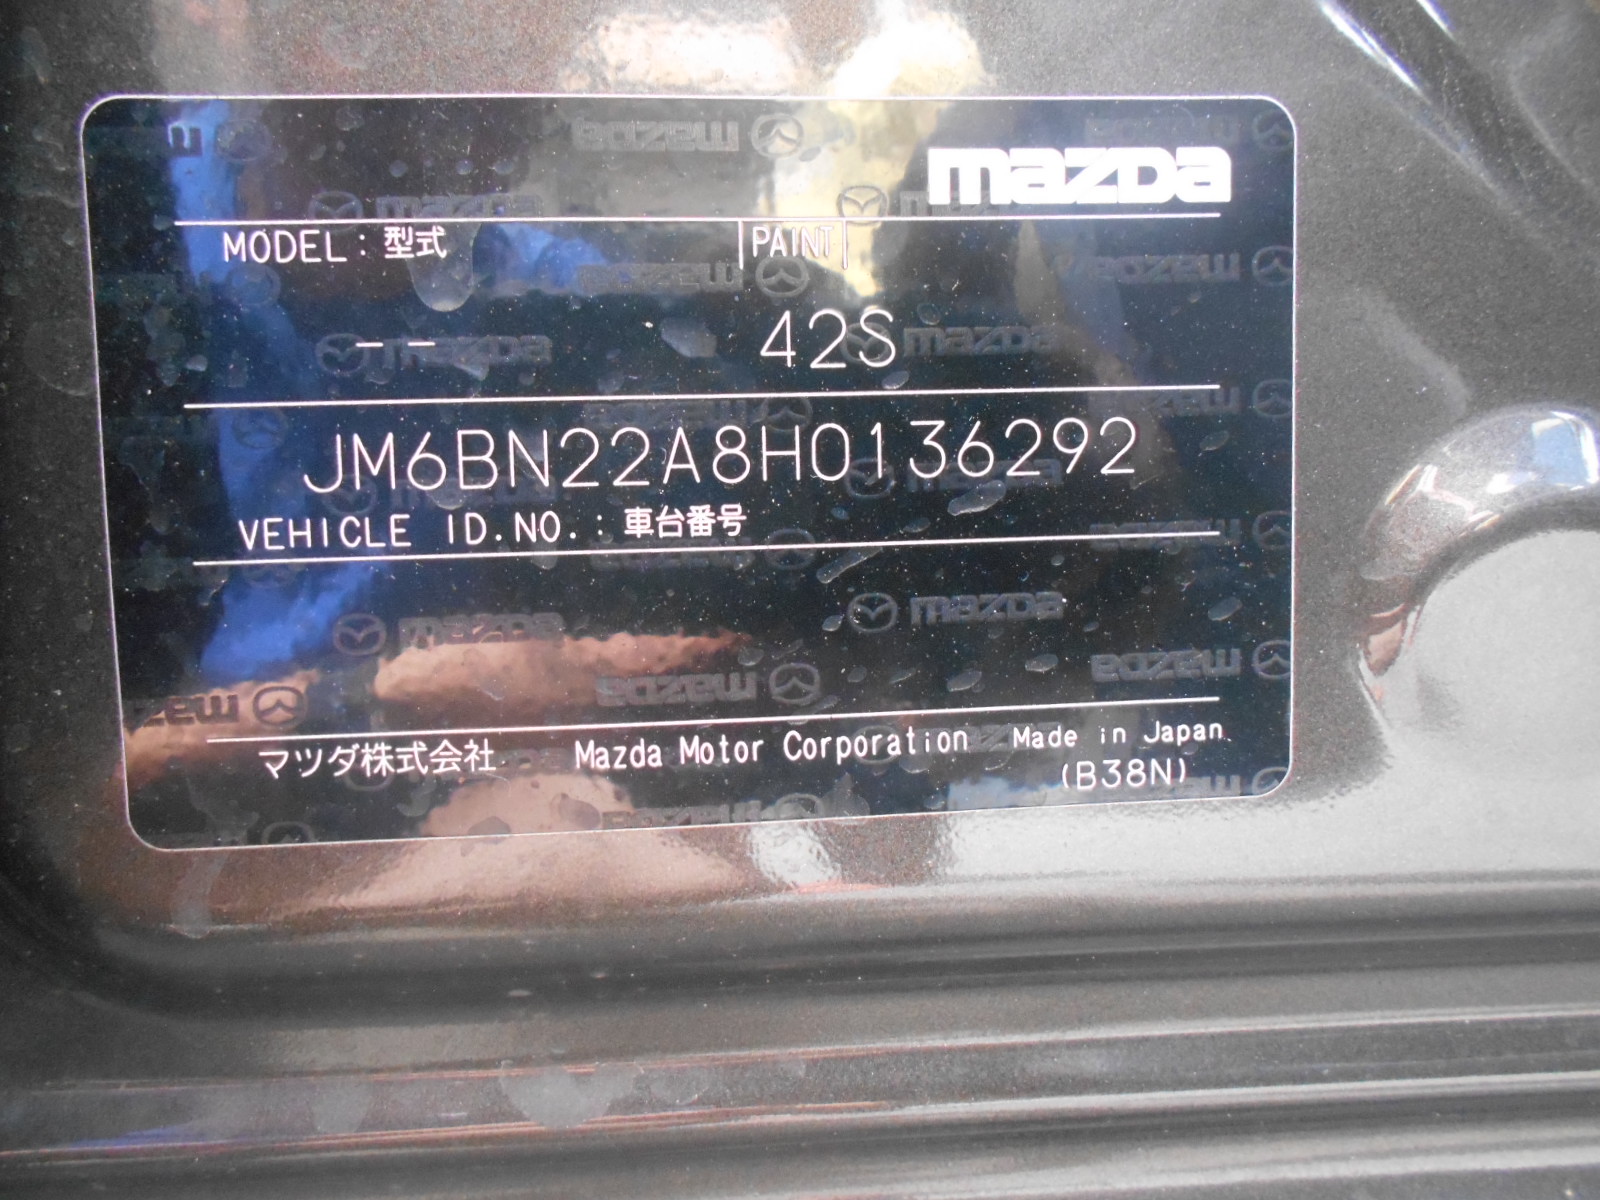 mazda
MODEL: 型式 PAINT
-- 42S
JM6BN22A8H0136292
VEHICLE ID.NO.: 車台番号
マツダ株式会社 Mazda Motor Corporation Made in Japan
(B38N)